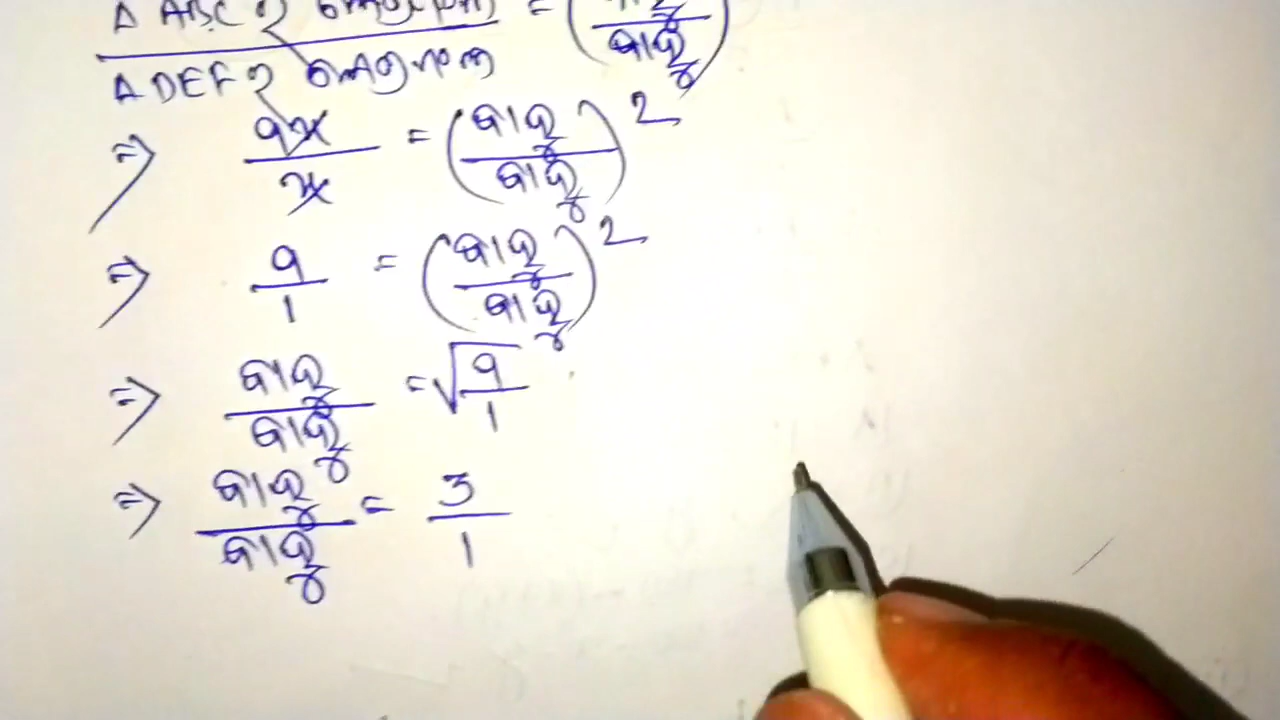 Δ ABC ର କ୍ଷେତ୍ରଫଳ / Δ DEF ର କ୍ଷେତ୍ରଫଳ = (ବାହୁ / ବାହୁ)
⇒ 9x / x = (ବାହୁ / ବାହୁ)²
⇒ 9 / 1 = (ବାହୁ / ବାହୁ)²
⇒ ବାହୁ / ବାହୁ = √(9 / 1)
⇒ ବାହୁ / ବାହୁ = 3 / 1